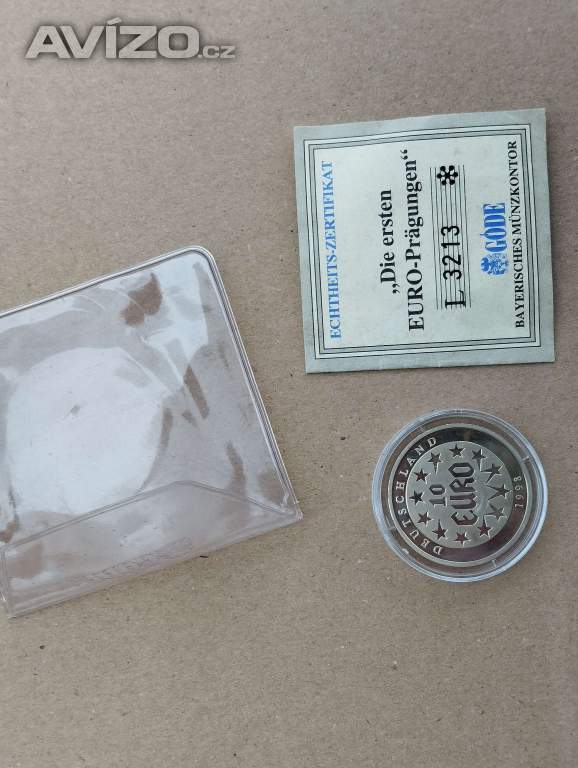 AVÍZO.cz
ECHTHEITS-ZERTIFIKAT
„Die ersten
EURO-Prägungen“
L 3213 ✻
GÖDE
BAYERISCHES MÜNZKONTOR
DEUTSCHLAND
10
EURO
1998